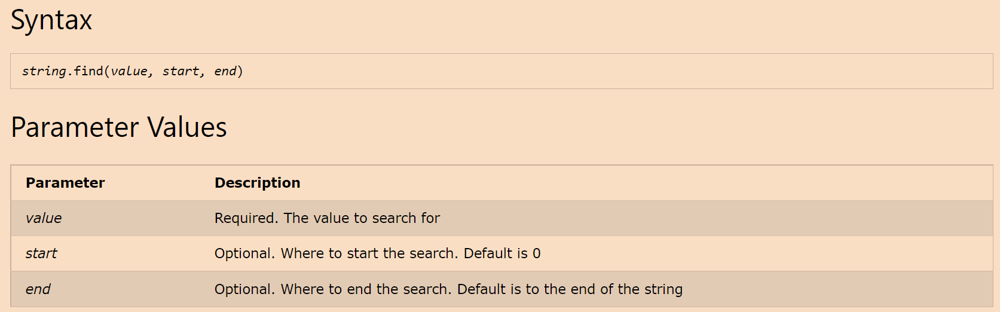 Syntax
string.find(value, start, end)
Parameter Values
Parameter Description
value Required. The value to search for
start Optional. Where to start the search. Default is 0
end Optional. Where to end the search. Default is to the end of the string